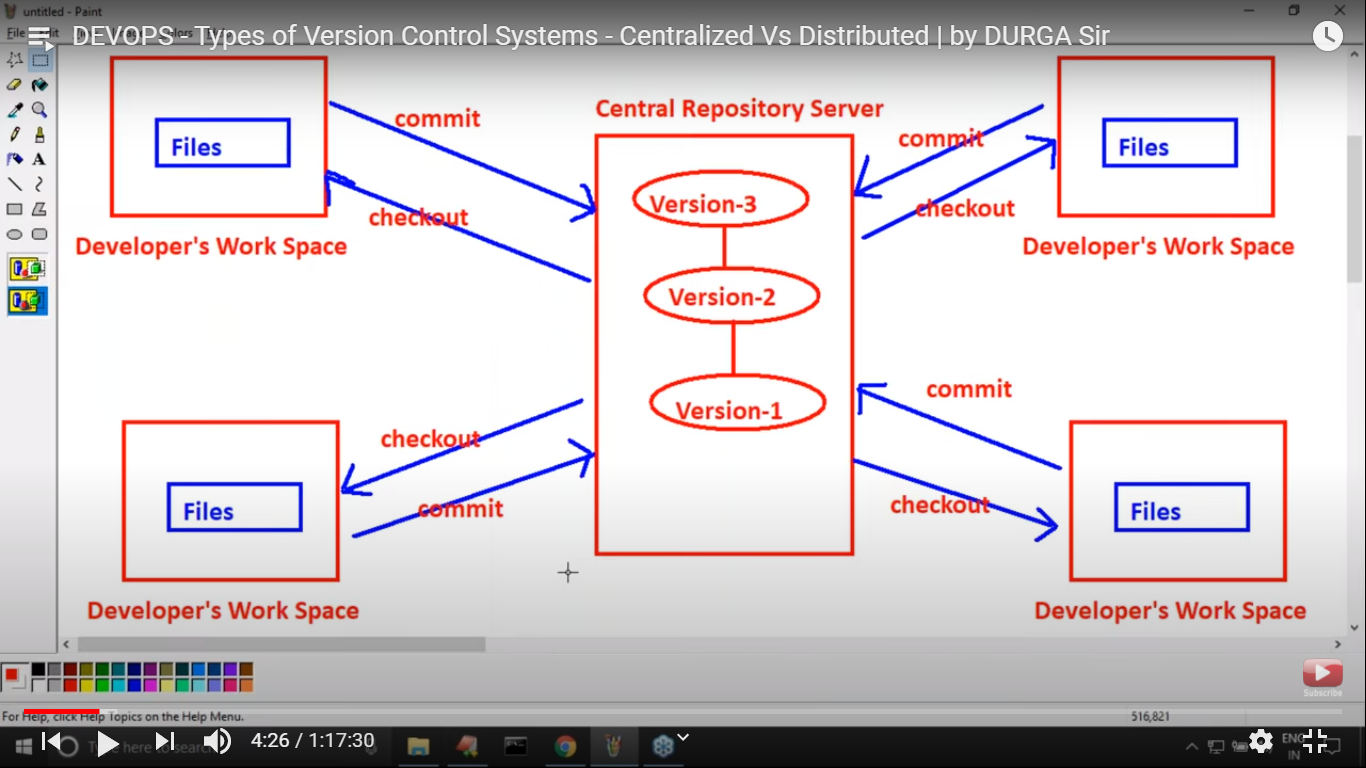 untitled - Paint
DEVOPS - Types of Version Control Systems - Centralized Vs Distributed | by DURGA Sir
File Edit
Colors
commit
Central Repository Server
commit
Files
Files
Version-3
checkout
checkout
Developer's Work Space
Developer's Work Space
Version-2
commit
Version-1
checkout
checkout
commit
Files
Files
Developer's Work Space
Developer's Work Space
Subscribe
For Help, click Help Topics on the Help Menu.
516,821
4:26 / 1:17:30
Type here to search
ENG
IN